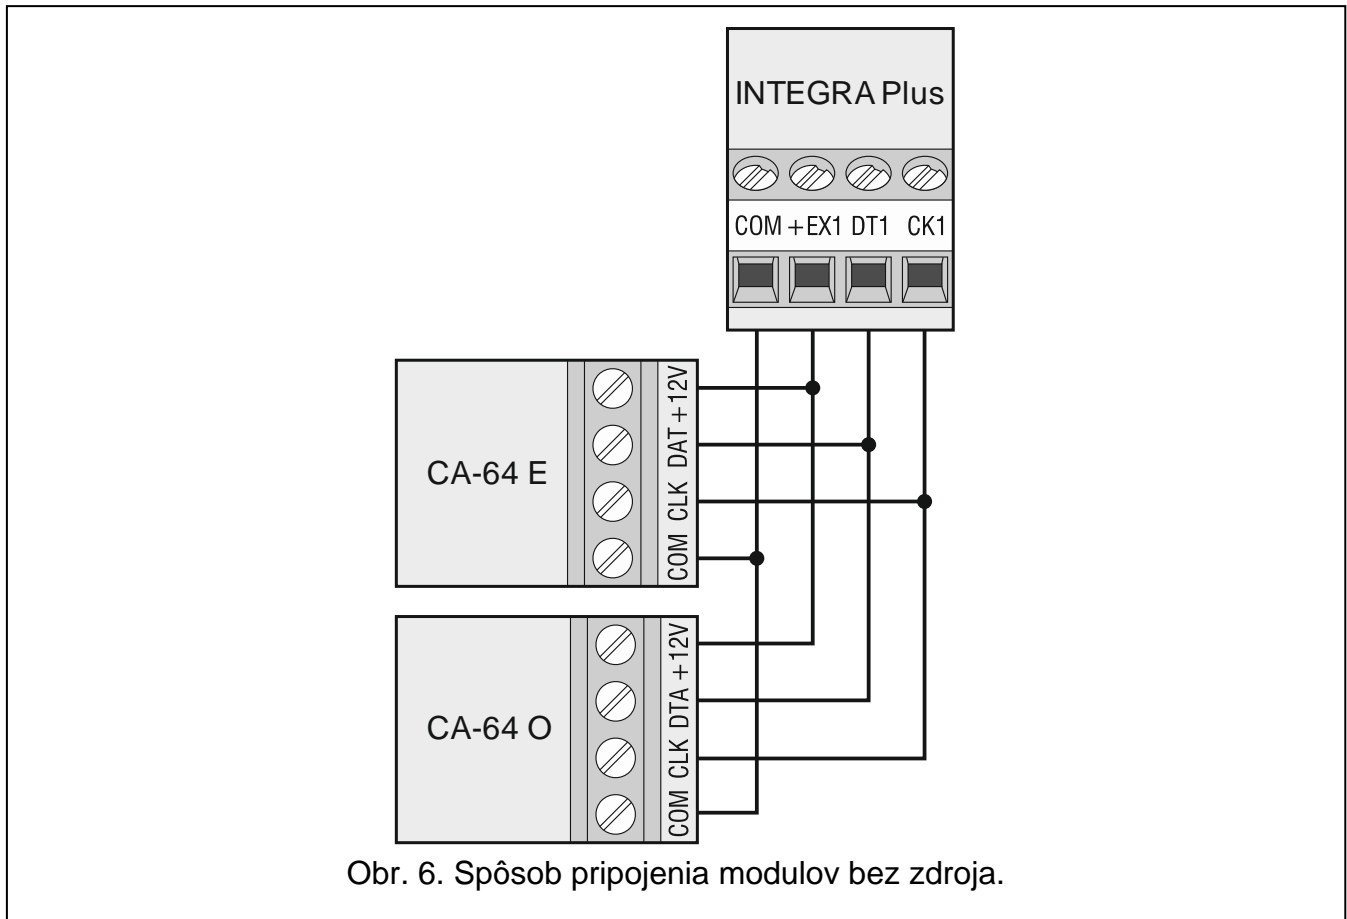 INTEGRA Plus
COM +EX1 DT1 CK1
CA-64 E
COM CLK DAT +12V
CA-64 O
COM CLK DTA +12V
Obr. 6. Spôsob pripojenia modulov bez zdroja.